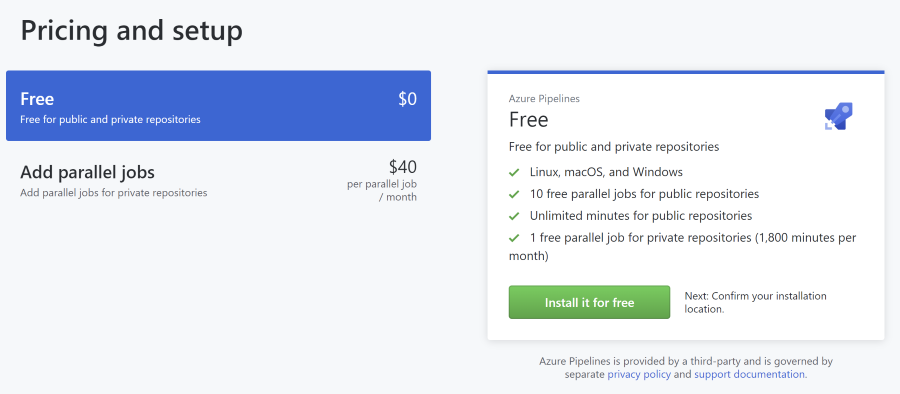 Pricing and setup
Free
$0
Free for public and private repositories
Add parallel jobs
$40
Add parallel jobs for private repositories
per parallel job
/ month
Azure Pipelines
Free
Free for public and private repositories
Linux, macOS, and Windows
10 free parallel jobs for public repositories
Unlimited minutes for public repositories
1 free parallel job for private repositories (1,800 minutes per
month)
Install it for free
Next: Confirm your installation
location.
Azure Pipelines is provided by a third-party and is governed by
separate privacy policy and support documentation.